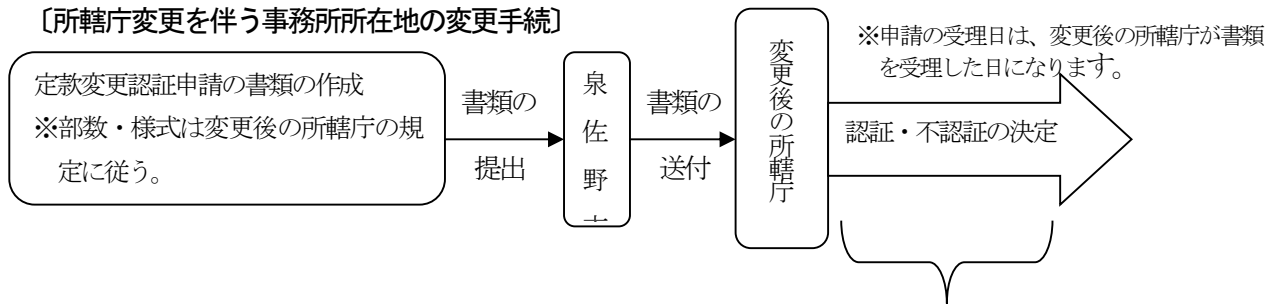 〔所轄庁変更を伴う事務所所在地の変更手続〕
定款変更認証申請の書類の作成
※部数・様式は変更後の所轄庁の規
定に従う。
書類の
提出
泉佐野
書類の
送付
変更後の所轄庁
※申請の受理日は、変更後の所轄庁が書類
を受理した日になります。
認証・不認証の決定